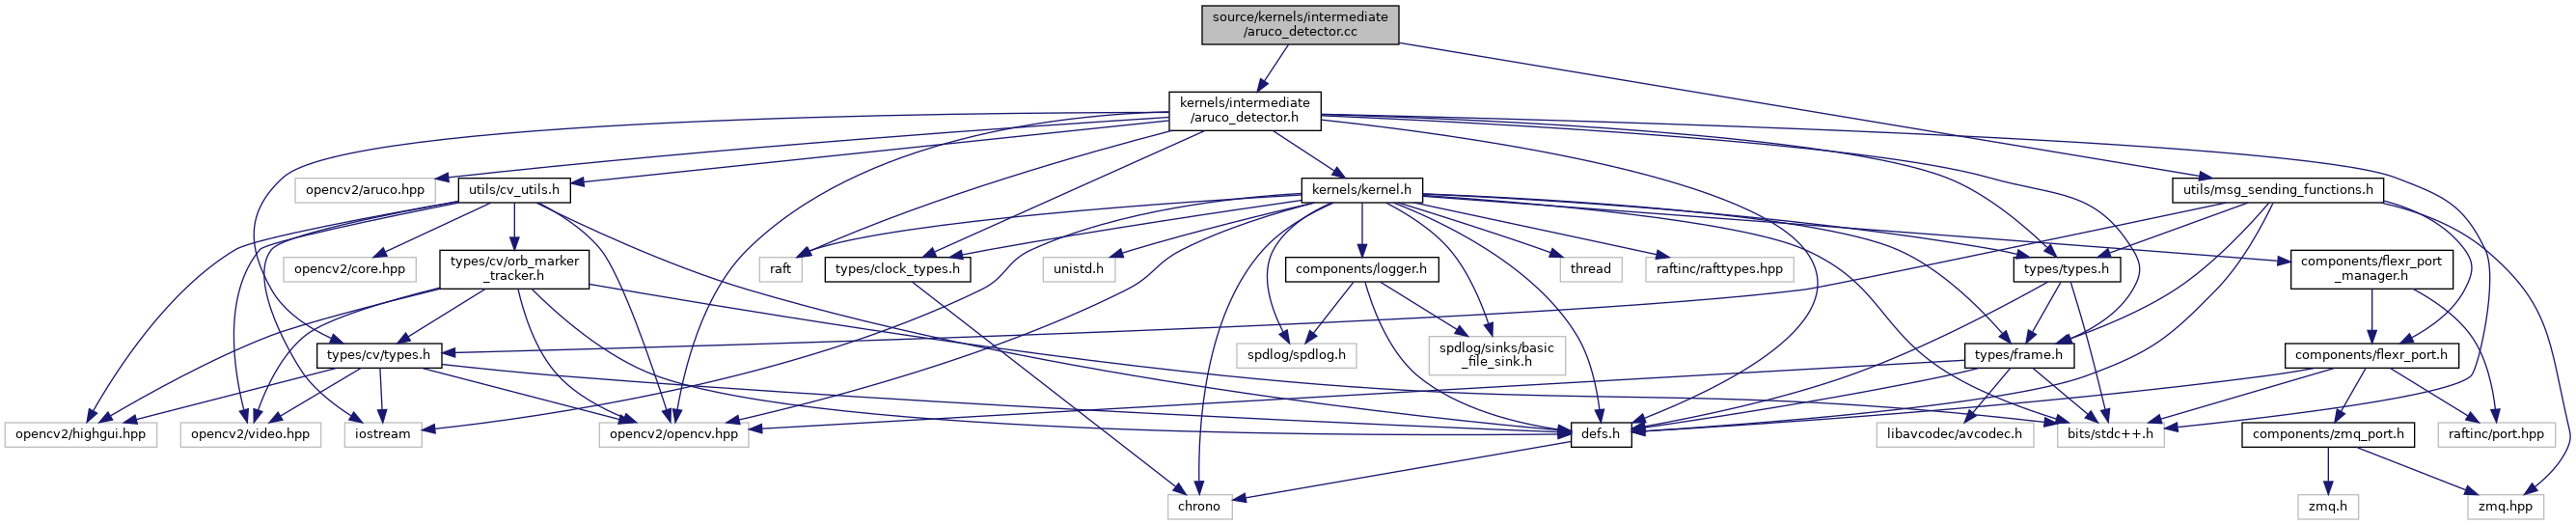 source/kernels/intermediate
/aruco_detector.cc
kernels/intermediate
/aruco_detector.h
opencv2/aruco.hpp
utils/cv_utils.h
kernels/kernel.h
utils/msg_sending_functions.h
opencv2/core.hpp
types/cv/orb_marker
_tracker.h
raft
types/clock_types.h
unistd.h
components/logger.h
thread
raftinc/rafttypes.hpp
types/types.h
components/flexr_port
_manager.h
types/cv/types.h
spdlog/spdlog.h
spdlog/sinks/basic
_file_sink.h
types/frame.h
components/flexr_port.h
opencv2/highgui.hpp
opencv2/video.hpp
iostream
opencv2/opencv.hpp
defs.h
libavcodec/avcodec.h
bits/stdc++.h
components/zmq_port.h
raftinc/port.hpp
chrono
zmq.h
zmq.hpp